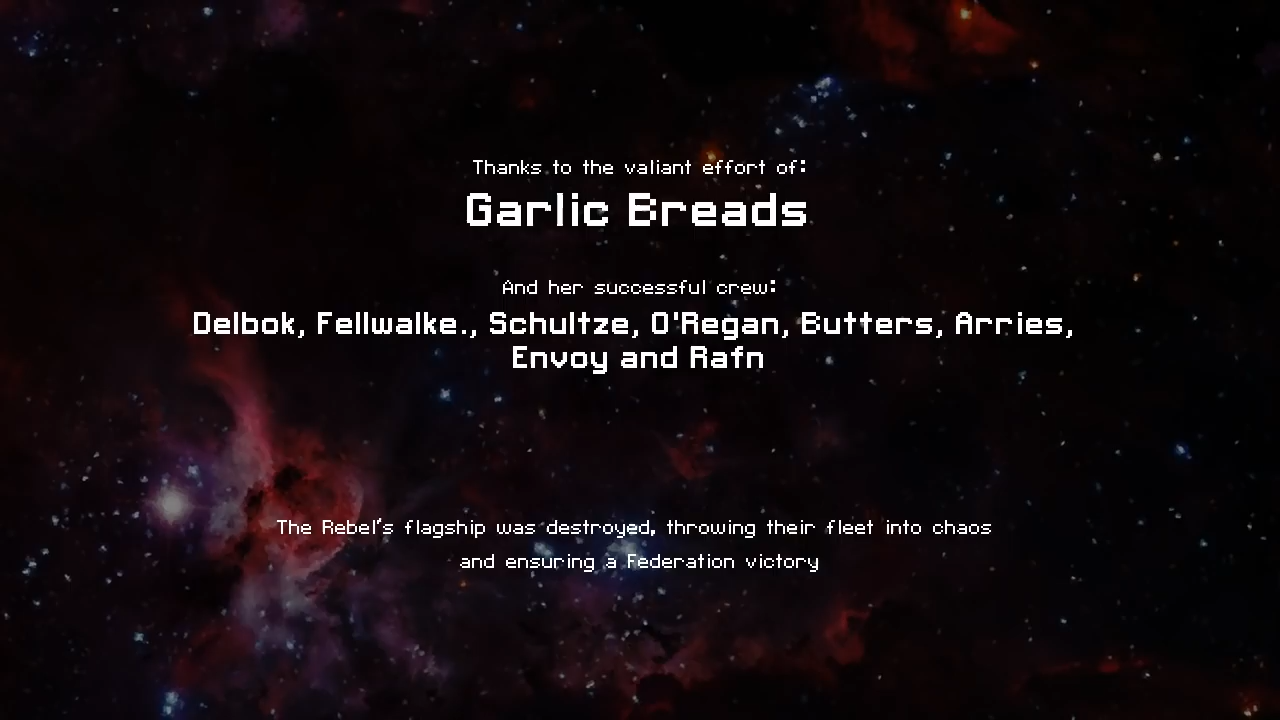 Thanks to the valiant effort of:
Garlic Breads
And her successful crew:
Delbok, Fellwalke., Schultze, O'Regan, Butters, Arries,
Envoy and Rafn
The Rebel's flagship was destroyed, throwing their fleet into chaos
and ensuring a Federation victory